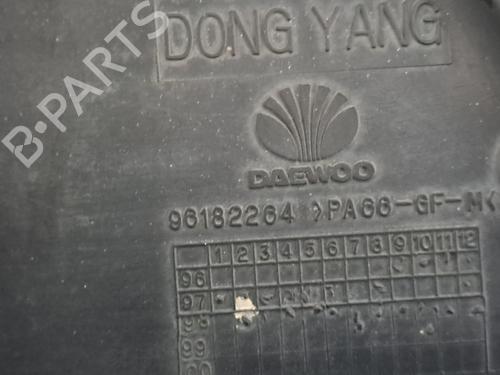 DONG YANG
B-PARTS
DAEWOO
96182264 >PA66-GF-M<
1 2 3 4 5 6 7 8 9 10 11 12
96
97
98
99
00